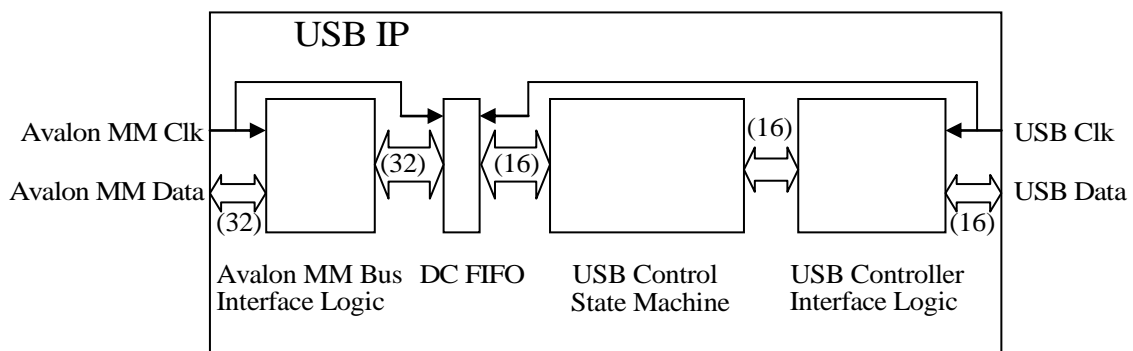 USB IP
Avalon MM Clk
(32)
(16)
(16)
USB Clk
Avalon MM Data
(32)
(16)
USB Data
Avalon MM Bus
Interface Logic
DC FIFO
USB Control
State Machine
USB Controller
Interface Logic